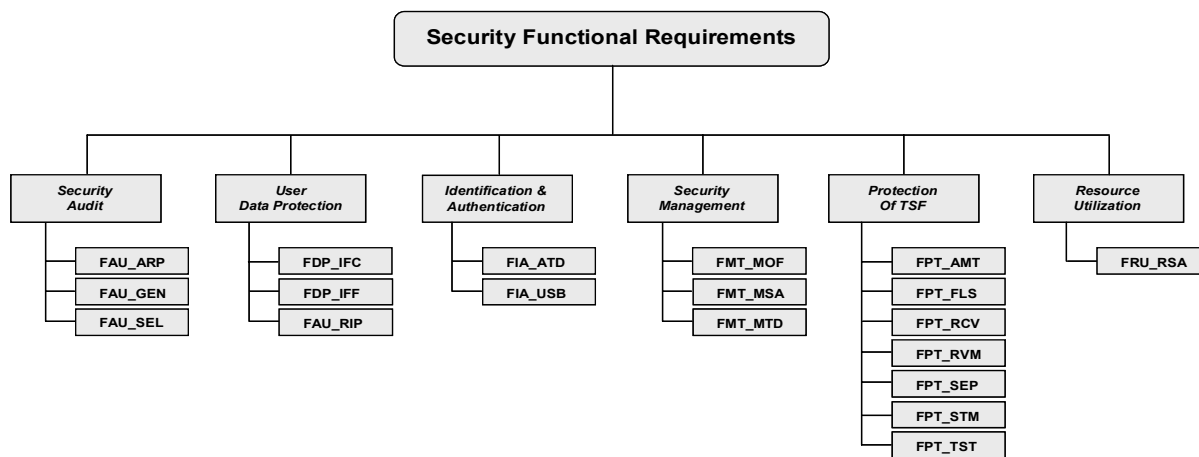 Security Functional Requirements
Security
Audit
FAU_ARP
FAU_GEN
FAU_SEL
User
Data Protection
FDP_IFC
FDP_IFF
FAU_RIP
Identification &
Authentication
FIA_ATD
FIA_USB
Security
Management
FMT_MOF
FMT_MSA
FMT_MTD
Protection
Of TSF
FPT_AMT
FPT_FLS
FPT_RCV
FPT_RVM
FPT_SEP
FPT_STM
FPT_TST
Resource
Utilization
FRU_RSA